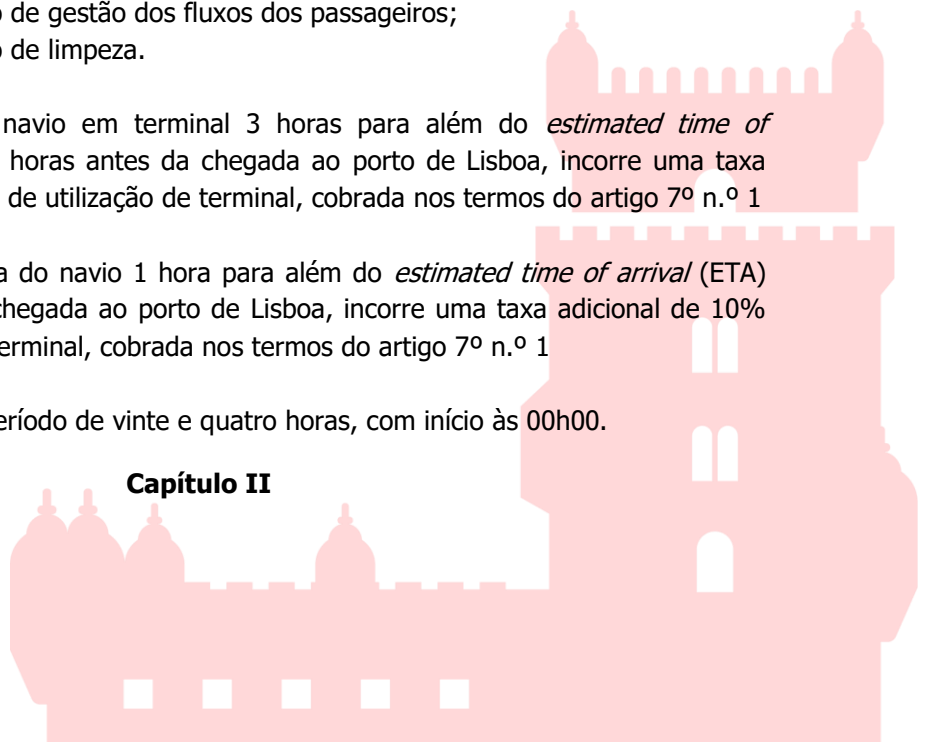 de gestão dos fluxos dos passageiros;
de limpeza.
navio em terminal 3 horas para além do estimated time of
horas antes da chegada ao porto de Lisboa, incorre uma taxa
de utilização de terminal, cobrada nos termos do artigo 7º n.º 1
do navio 1 hora para além do estimated time of arrival (ETA)
chegada ao porto de Lisboa, incorre uma taxa adicional de 10%
terminal, cobrada nos termos do artigo 7º n.º 1
período de vinte e quatro horas, com início às 00h00.
Capítulo II